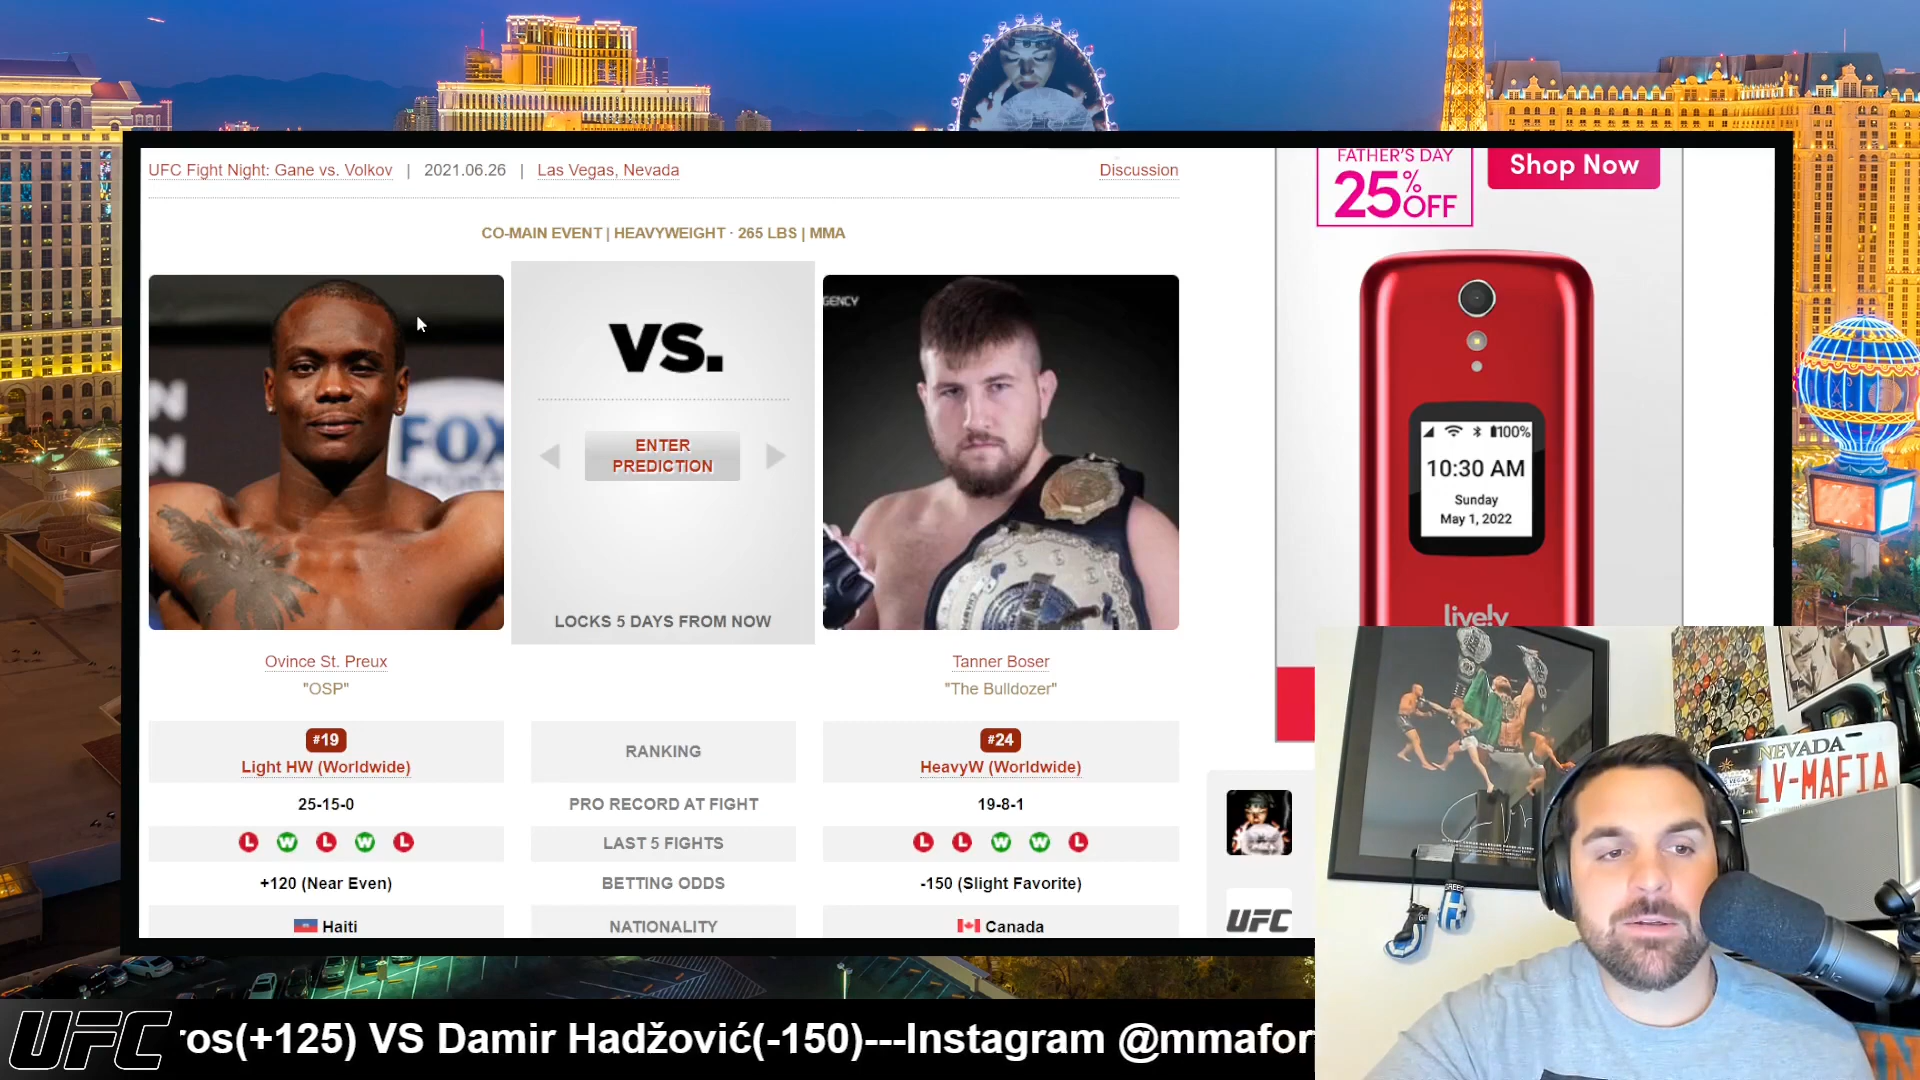 UFC Fight Night: Gane vs. Volkov | 2021.06.26 | Las Vegas, Nevada
Discussion
CO-MAIN EVENT | HEAVYWEIGHT · 265 LBS | MMA
FATHER'S DAY
25% OFF
Shop Now
VS.
ENTER
PREDICTION
LOCKS 5 DAYS FROM NOW
FOX
GENCY
100%
10:30 AM
Sunday
May 1, 2022
lively
Ovince St. Preux
"OSP"
Tanner Boser
"The Bulldozer"
#19
Light HW (Worldwide)
RANKING
#24
HeavyW (Worldwide)
25-15-0
PRO RECORD AT FIGHT
19-8-1
L W L W L
LAST 5 FIGHTS
L L W W L
+120 (Near Even)
BETTING ODDS
-150 (Slight Favorite)
Haiti
NATIONALITY
Canada
UFC
NEVADA
LV-MAFIA
UFC
ros(+125) VS Damir Hadžović(-150)---Instagram @mmafor